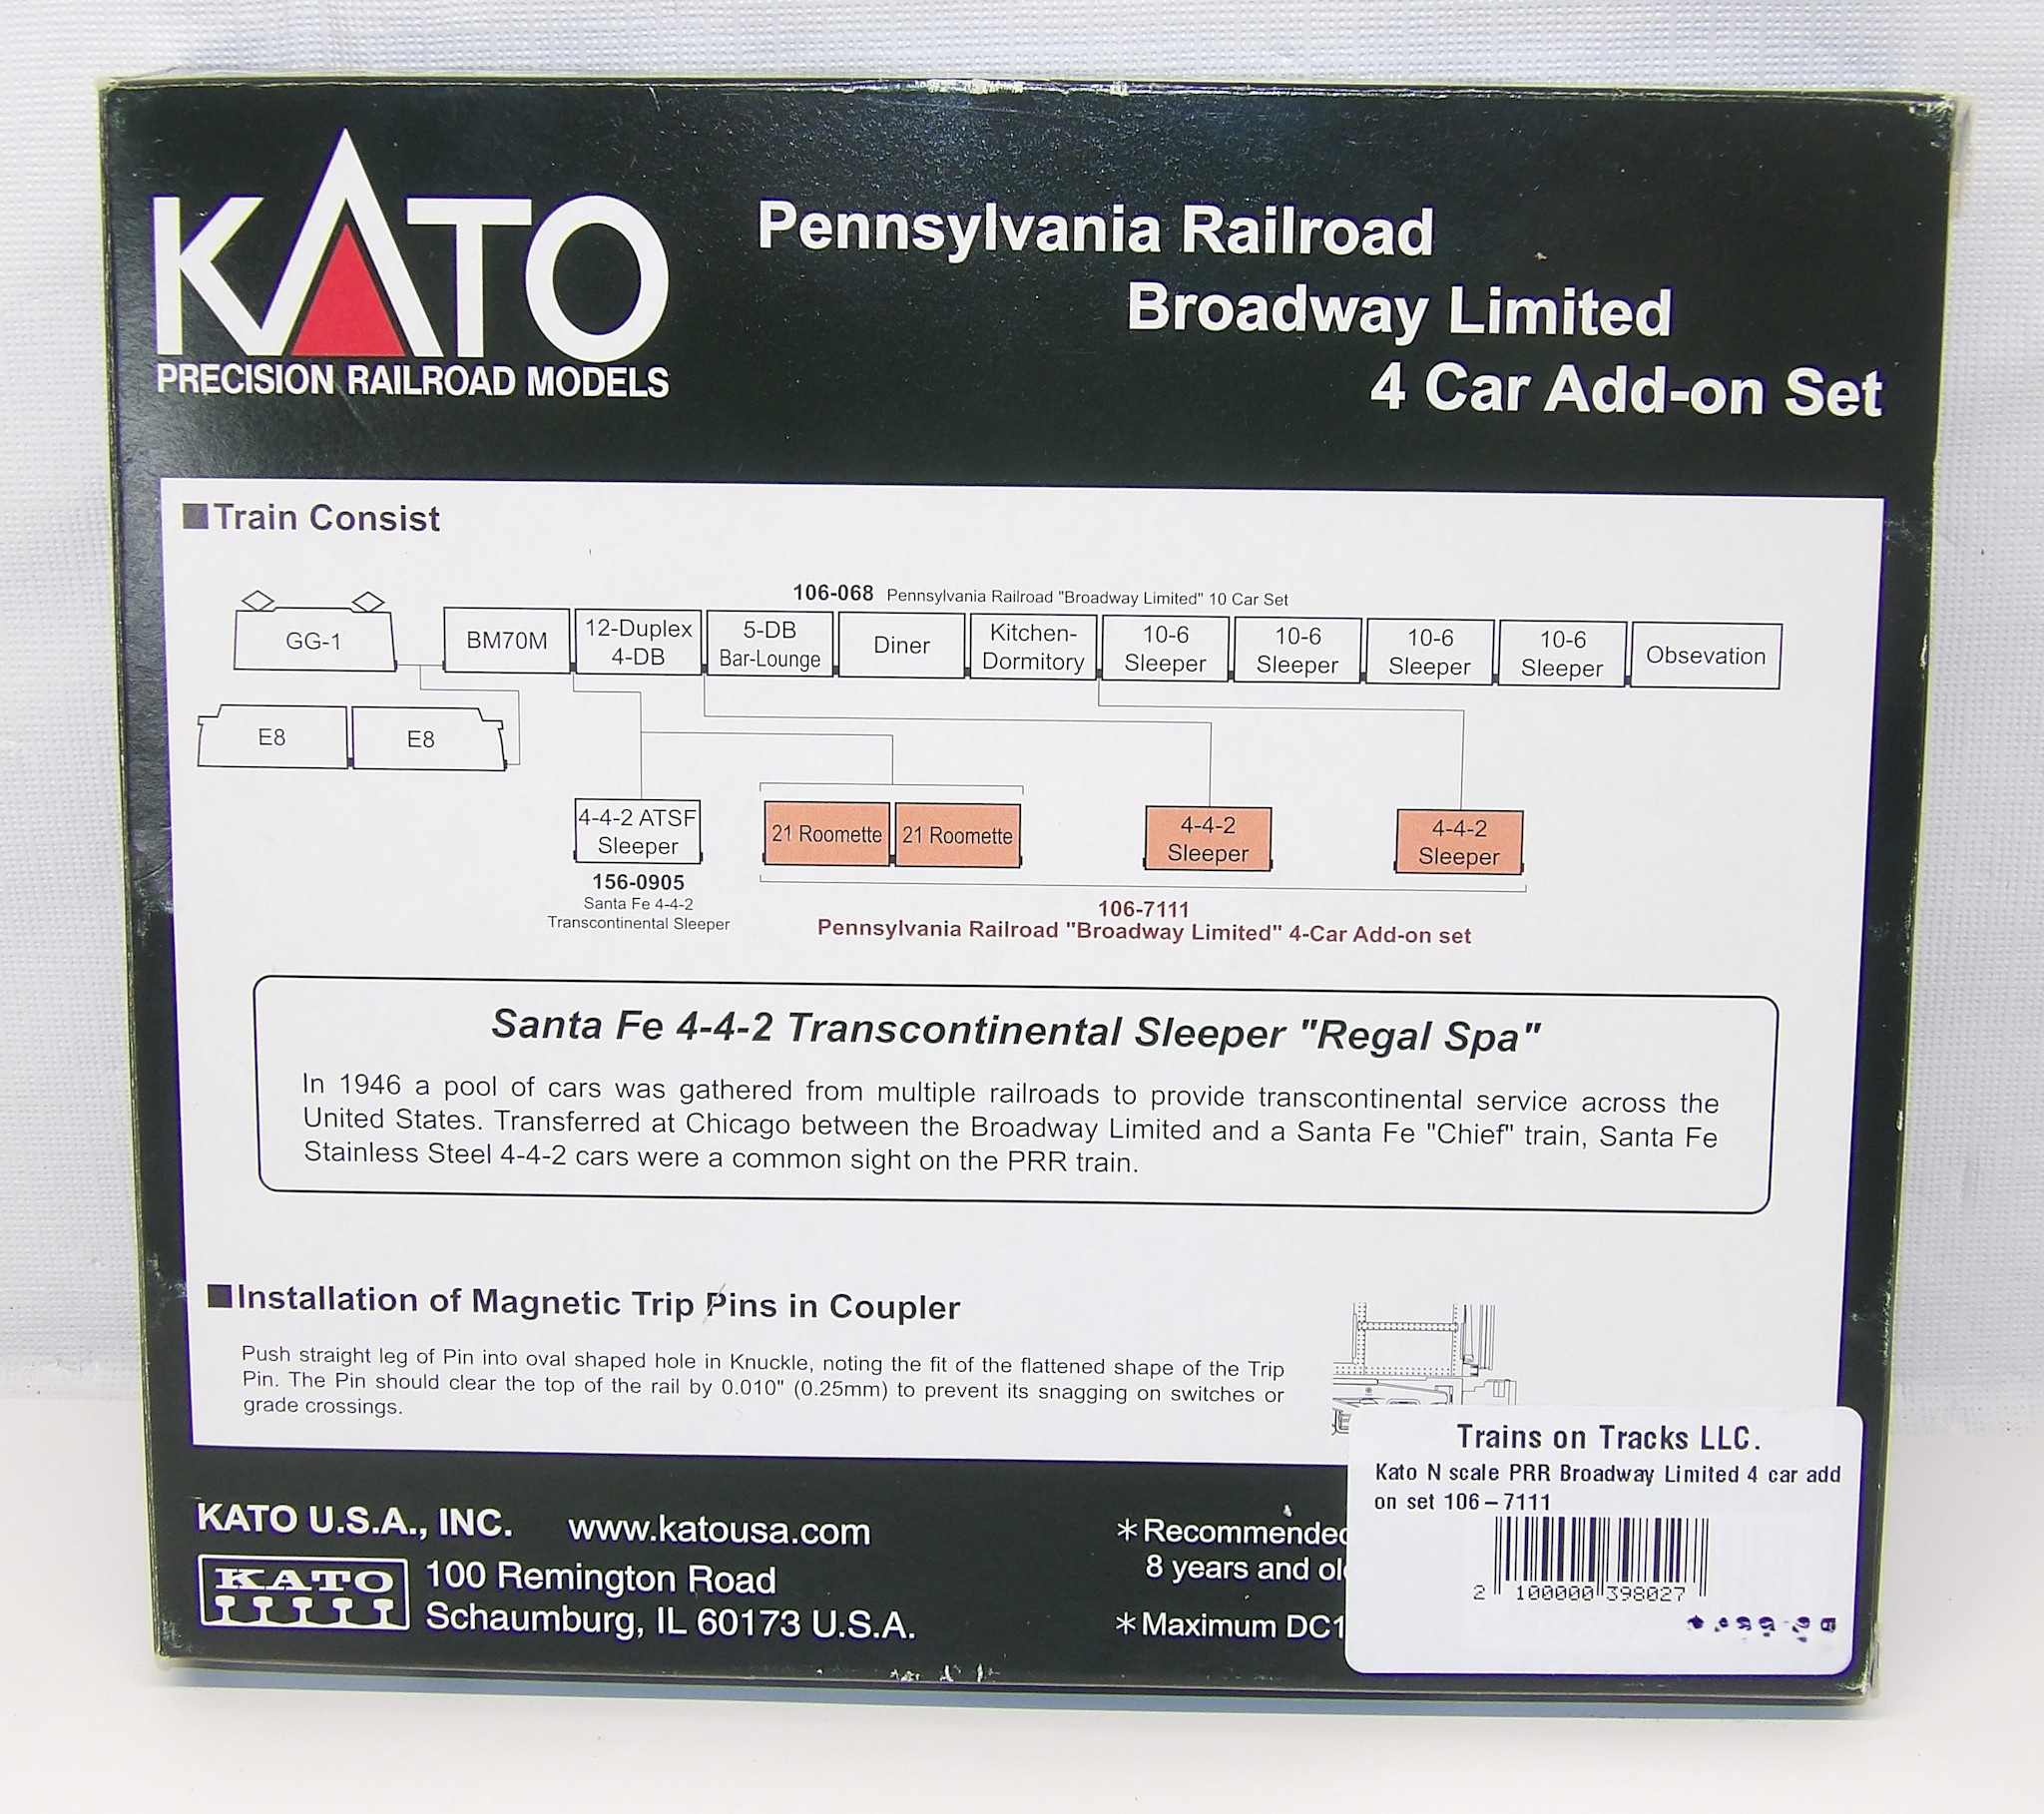 KATO
PRECISION RAILROAD MODELS
Pennsylvania Railroad
Broadway Limited
4 Car Add-on Set
■Train Consist
106-068 Pennsylvania Railroad "Broadway Limited" 10 Car Set
GG-1
BM70M
12-Duplex
4-DB
5-DB
Bar-Lounge
Diner
Kitchen-
Dormitory
10-6
Sleeper
10-6
Sleeper
10-6
Sleeper
10-6
Sleeper
Obsevation
E8
E8
4-4-2 ATSF
Sleeper
21 Roomette
21 Roomette
4-4-2
Sleeper
4-4-2
Sleeper
156-0905
Santa Fe 4-4-2
Transcontinental Sleeper
106-7111
Pennsylvania Railroad "Broadway Limited" 4-Car Add-on set
Santa Fe 4-4-2 Transcontinental Sleeper "Regal Spa"
In 1946 a pool of cars was gathered from multiple railroads to provide transcontinental service across the
United States. Transferred at Chicago between the Broadway Limited and a Santa Fe "Chief" train, Santa Fe
Stainless Steel 4-4-2 cars were a common sight on the PRR train.
■Installation of Magnetic Trip Pins in Coupler
Push straight leg of Pin into oval shaped hole in Knuckle, noting the fit of the flattened shape of the Trip
Pin. The Pin should clear the top of the rail by 0.010" (0.25mm) to prevent its snagging on switches or
grade crossings.
KATO U.S.A., INC. www.katousa.com
KATO
100 Remington Road
Schaumburg, IL 60173 U.S.A.
*Recommended
8 years and ol
*Maximum DC1
Trains on Tracks LLC.
Kato N scale PRR Broadway Limited 4 car add
on set 106-7111
2 100000 398027